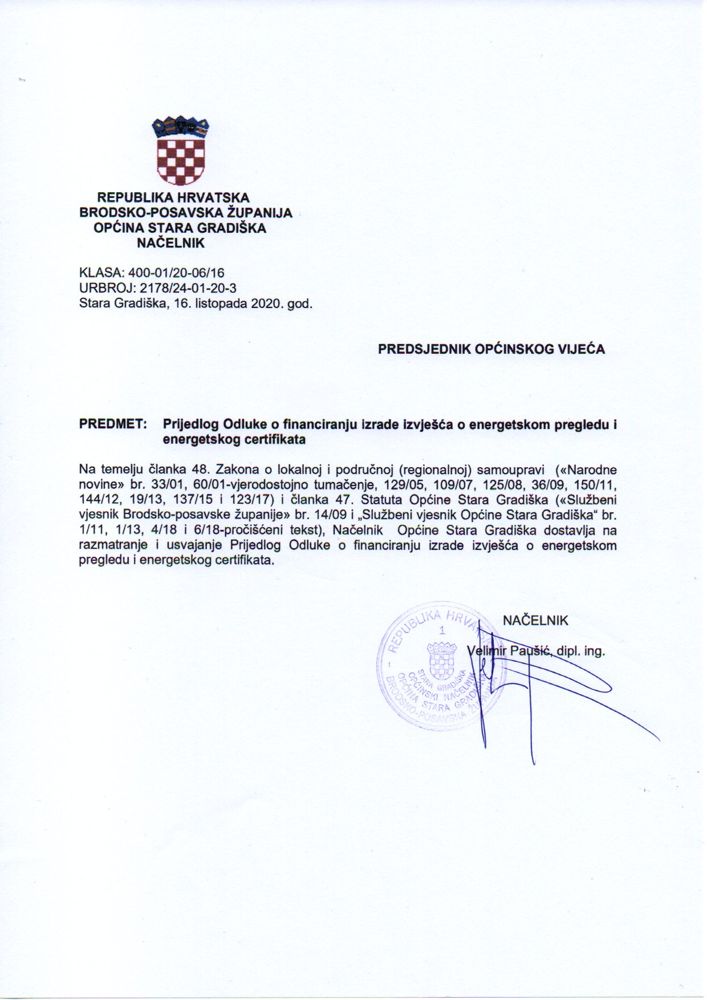 REPUBLIKA HRVATSKA
BRODSKO-POSAVSKA ŽUPANIJA
OPĆINA STARA GRADIŠKA
NAČELNIK
KLASA: 400-01/20-06/16
URBROJ: 2178/24-01-20-3
Stara Gradiška, 16. listopada 2020. god.
PREDSJEDNIK OPĆINSKOG VIJEĆA
PREDMET: Prijedlog Odluke o financiranju izrade izvješća o energetskom pregledu i
energetskog certifikata
Na temelju članka 48. Zakona o lokalnoj i područnoj (regionalnoj) samoupravi («Narodne
novine» br. 33/01, 60/01-vjerodostojno tumačenje, 129/05, 109/07, 125/08, 36/09, 150/11,
144/12, 19/13, 137/15 i 123/17) i članka 47. Statuta Općine Stara Gradiška («Službeni
vjesnik Brodsko-posavske županije» br. 14/09 i „Službeni vjesnik Općine Stara Gradiška“ br.
1/11, 1/13, 4/18 i 6/18-pročišćeni tekst), Načelnik Općine Stara Gradiška dostavlja na
razmatranje i usvajanje Prijedlog Odluke o financiranju izrade izvješća o energetskom
pregledu i energetskog certifikata.
NAČELNIK
Velimir Paušić, dipl. ing.
REPUBLIKA HRVATSKA
1
STARA GRADIŠKA
OPĆINSKI NAČELNIK
OPĆINA STARA GRADIŠKA
BRODSKO-POSAVSKA ŽUPANIJA